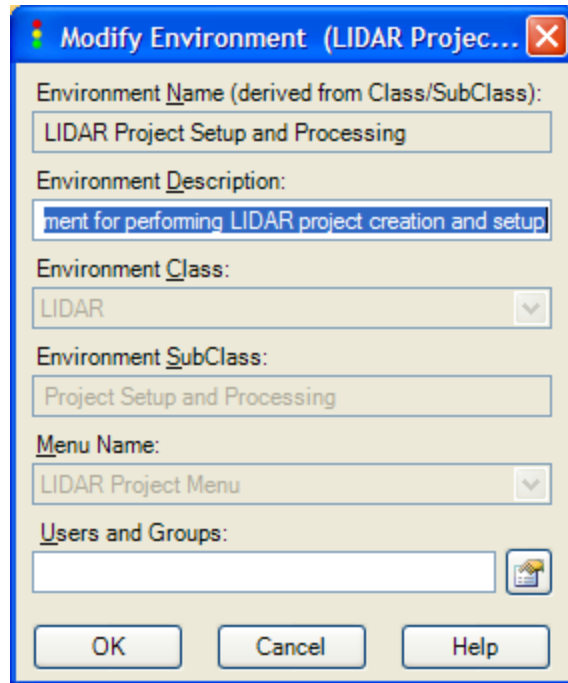 Modify Environment (LIDAR Projec...
Environment Name (derived from Class/SubClass):
LIDAR Project Setup and Processing
Environment Description:
ment for performing LIDAR project creation and setup
Environment Class:
LIDAR
Environment SubClass:
Project Setup and Processing
Menu Name:
LIDAR Project Menu
Users and Groups:
OK Cancel Help